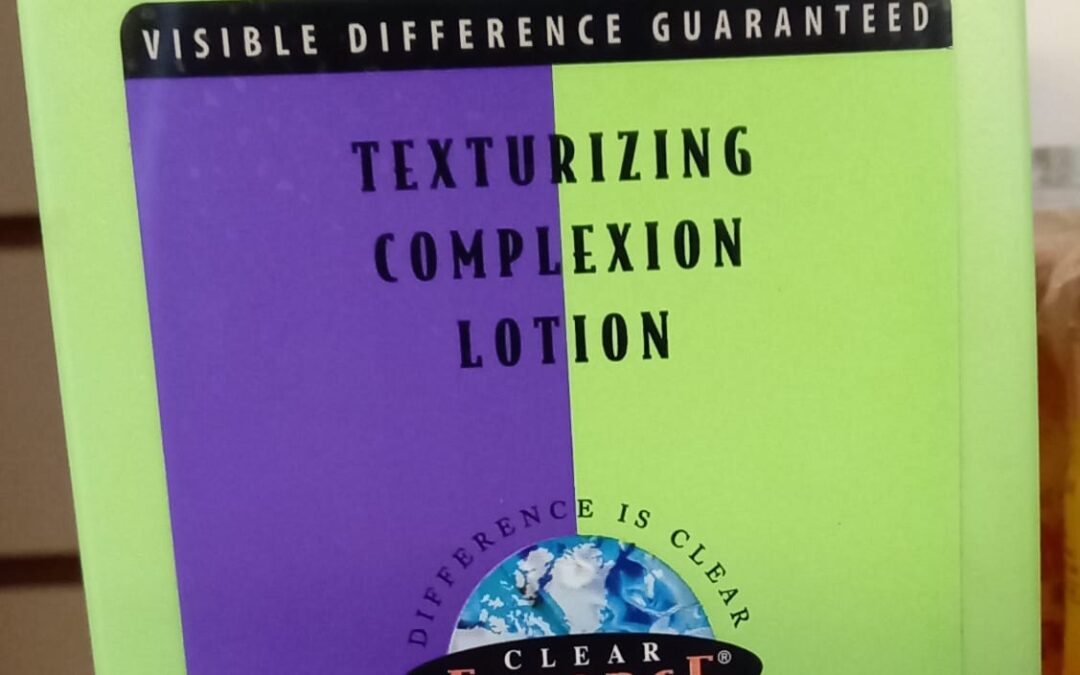 VISIBLE DIFFERENCE GUARANTEED
TEXTURIZING
COMPLEXION
LOTION
DIFFERENCE IS CLEAR
CLEAR